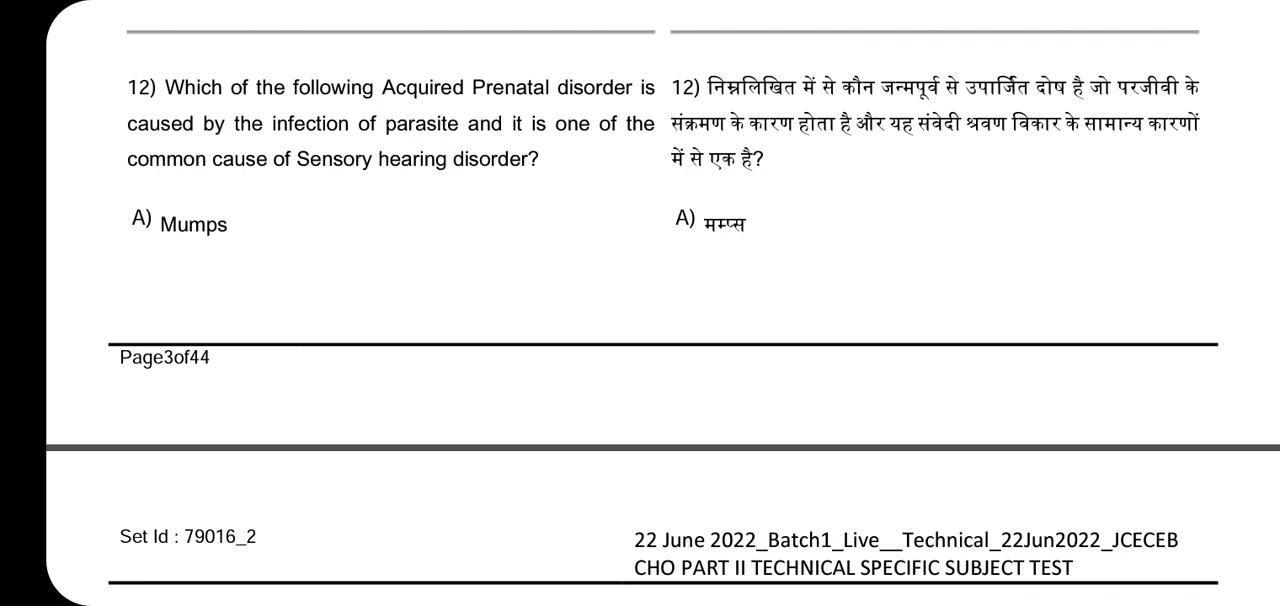 12) Which of the following Acquired Prenatal disorder is
caused by the infection of parasite and it is one of the
common cause of Sensory hearing disorder?
A) Mumps
12) निम्नलिखित में से कौन जन्मपूर्व से उपार्जित दोष है जो परजीवी के
संक्रमण के कारण होता है और यह संवेदी श्रवण विकार के सामान्य कारणों
में से एक है?
A) मम्प्स
Page3of44
Set Id : 79016_2
22 June 2022_Batch1_Live__Technical_22Jun2022_JCECEB
CHO PART II TECHNICAL SPECIFIC SUBJECT TEST